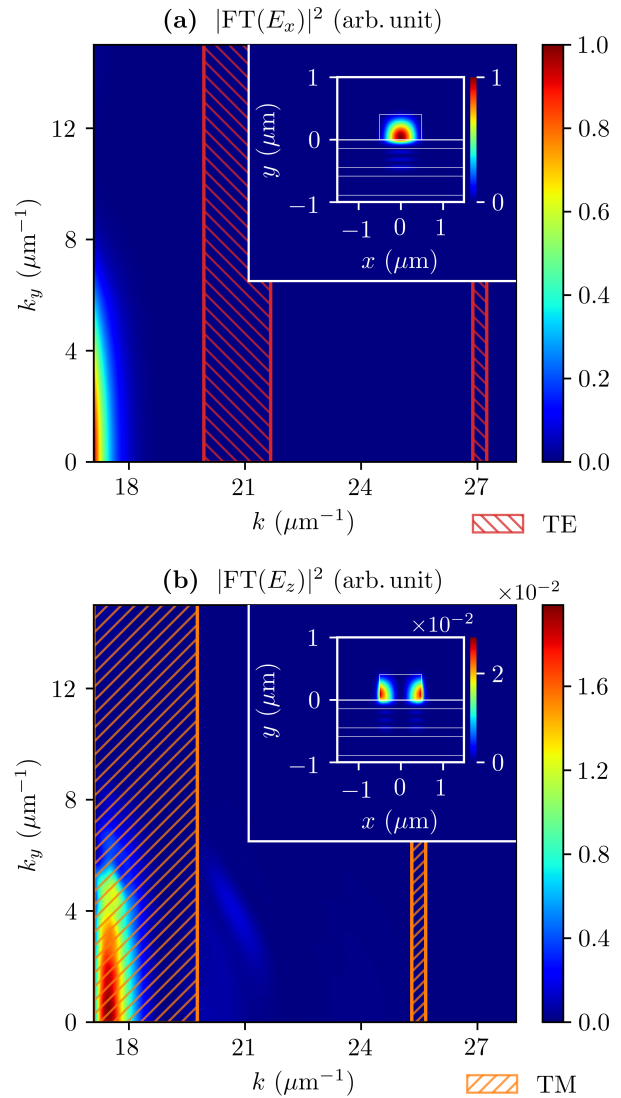 (a) |FT(E_x)|² (arb. unit)
1.0
0.8
0.6
0.4
0.2
0.0
12
8
4
0
k_y (μm⁻¹)
18 21 24 27
k (μm⁻¹)
TE
1
0
−1
y (μm)
−1 0 1
x (μm)
1
0
(b) |FT(E_z)|² (arb. unit)
×10⁻²
1.6
1.2
0.8
0.4
0.0
12
8
4
0
k_y (μm⁻¹)
18 21 24 27
k (μm⁻¹)
TM
×10⁻²
1
0
−1
y (μm)
−1 0 1
x (μm)
2
0